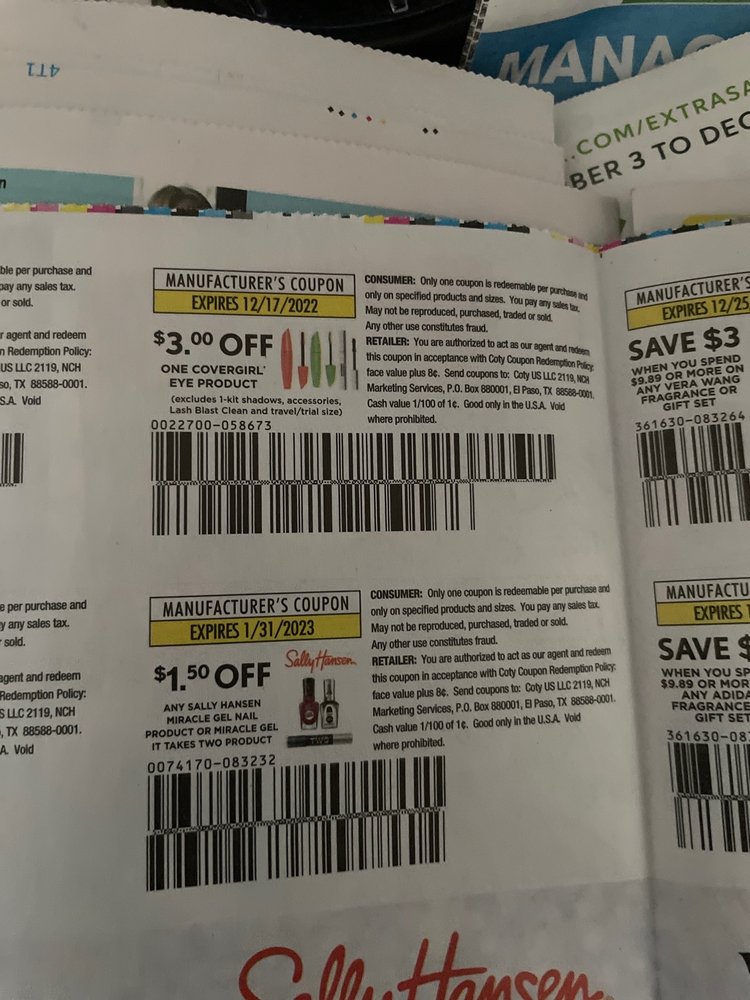 4T1
MANA
.COM/EXTRASA
BER 3 TO DEC
n
ble per purchase and
pay any sales tax.
or sold.
r agent and redeem
n Redemption Policy:
US LLC 2119, NCH
so, TX 88588-0001.
S.A. Void
MANUFACTURER'S COUPON
EXPIRES 12/17/2022
$3.00 OFF
ONE COVERGIRL®
EYE PRODUCT
(excludes 1-kit shadows, accessories,
Lash Blast Clean and travel/trial size)
0022700-058673
CONSUMER: Only one coupon is redeemable per purchase and
only on specified products and sizes. You pay any sales tax.
May not be reproduced, purchased, traded or sold.
Any other use constitutes fraud.
RETAILER: You are authorized to act as our agent and redeem
this coupon in acceptance with Coty Coupon Redemption Policy:
face value plus 8¢. Send coupons to: Coty US LLC 2119, NCH
Marketing Services, P.O. Box 880001, El Paso, TX 88588-0001.
Cash value 1/100 of 1¢. Good only in the U.S.A. Void
where prohibited.
MANUFACTURER'S
EXPIRES 12/25
SAVE $3
WHEN YOU SPEND
$9.89 OR MORE ON
ANY VERA WANG
FRAGRANCE OR
GIFT SET
361630-083264
e per purchase and
y any sales tax.
sold.
agent and redeem
Redemption Policy:
S LLC 2119, NCH
, TX 88588-0001.
A. Void
MANUFACTURER'S COUPON
EXPIRES 1/31/2023
$1.50 OFF
ANY SALLY HANSEN
MIRACLE GEL NAIL
PRODUCT OR MIRACLE GEL
IT TAKES TWO PRODUCT
Sally Hansen
TWO
0074170-083232
CONSUMER: Only one coupon is redeemable per purchase and
only on specified products and sizes. You pay any sales tax.
May not be reproduced, purchased, traded or sold.
Any other use constitutes fraud.
RETAILER: You are authorized to act as our agent and redeem
this coupon in acceptance with Coty Coupon Redemption Policy:
face value plus 8¢. Send coupons to: Coty US LLC 2119, NCH
Marketing Services, P.O. Box 880001, El Paso, TX 88588-0001.
Cash value 1/100 of 1¢. Good only in the U.S.A. Void
where prohibited.
MANUFACTU
EXPIRES 1
SAVE $
WHEN YOU SP
$9.89 OR MOR
ANY ADIDA
FRAGRANCE
GIFT SET
361630-08
Sally Hansen